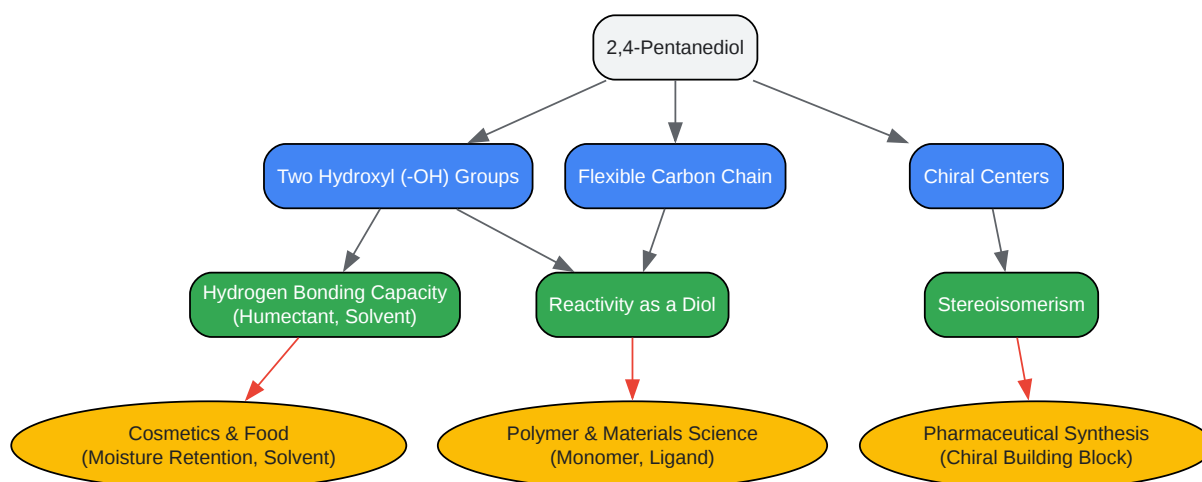 2,4-Pentanediol
Two Hydroxyl (-OH) Groups
Flexible Carbon Chain
Chiral Centers
Hydrogen Bonding Capacity
(Humectant, Solvent)
Reactivity as a Diol
Stereoisomerism
Cosmetics & Food
(Moisture Retention, Solvent)
Polymer & Materials Science
(Monomer, Ligand)
Pharmaceutical Synthesis
(Chiral Building Block)